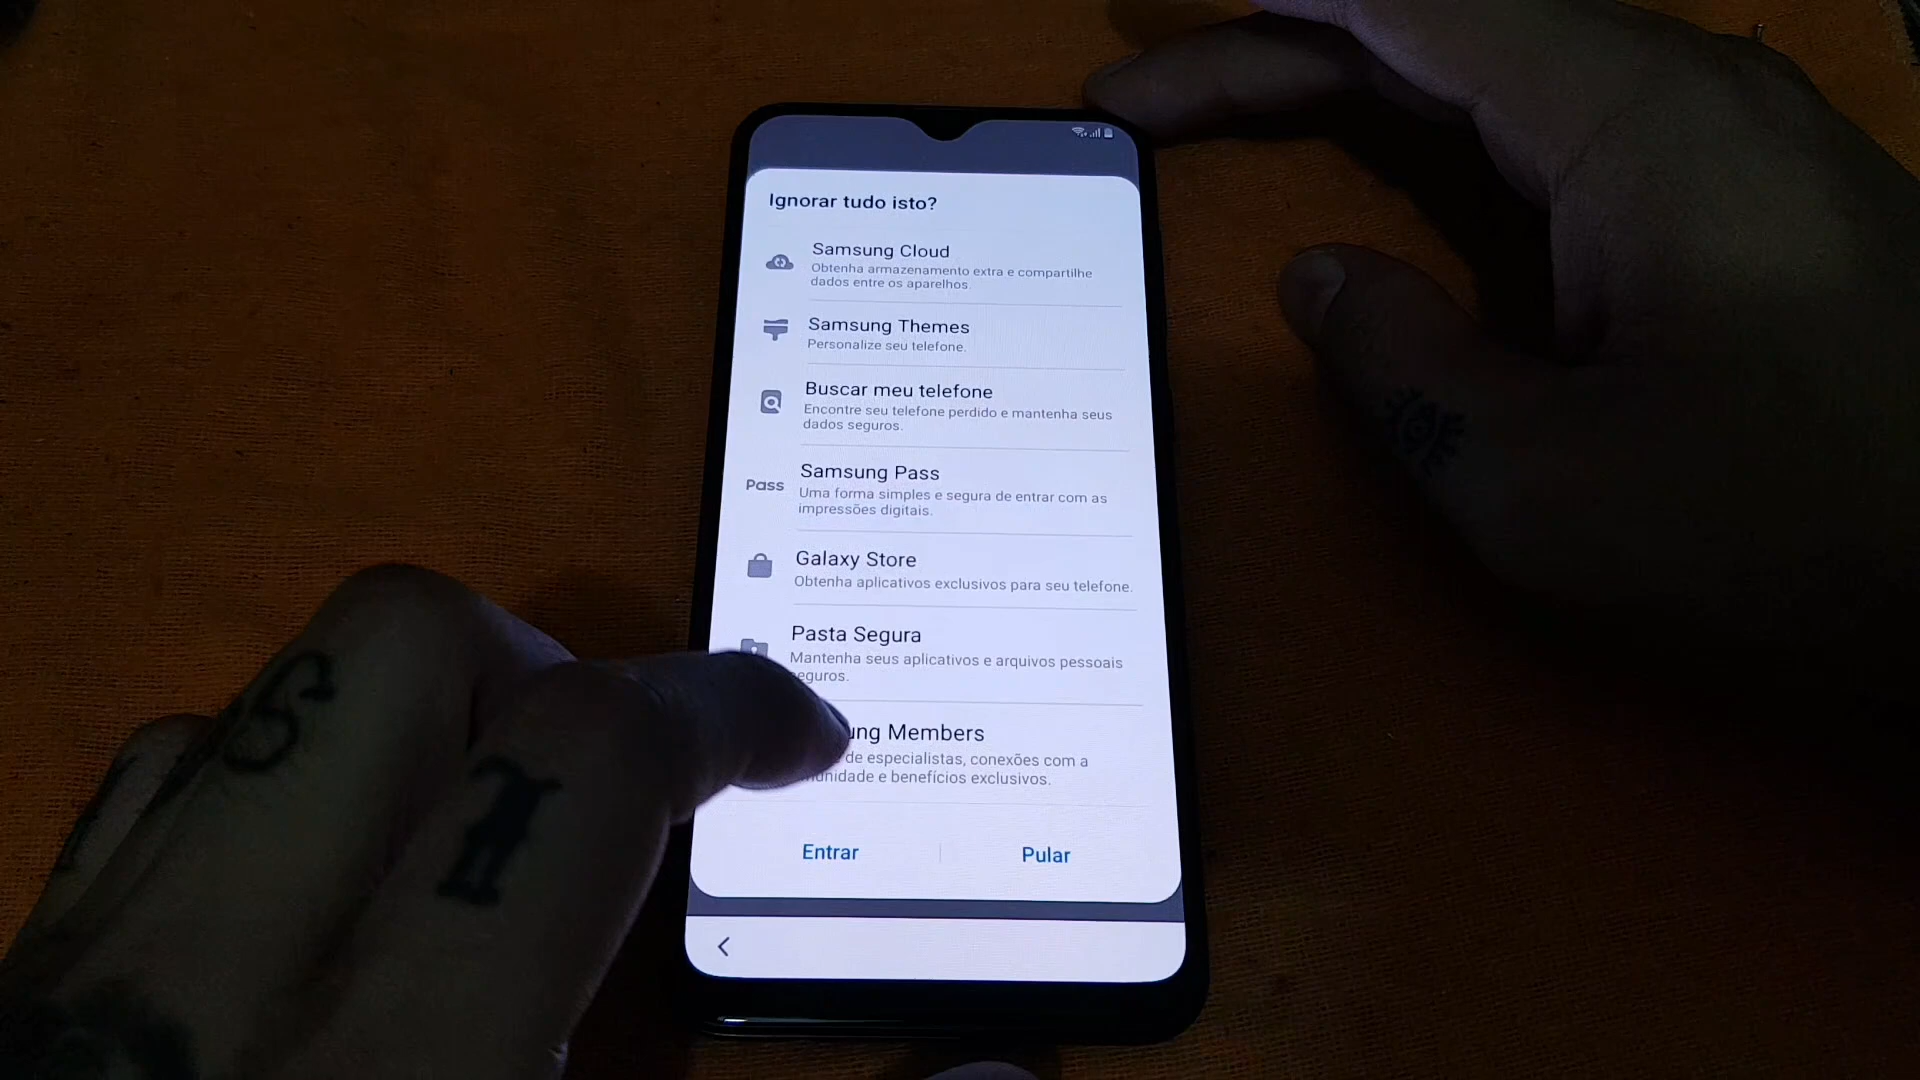 Ignorar tudo isto?
Samsung Cloud
Obtenha armazenamento extra e compartilhe
dados entre os aparelhos.
Samsung Themes
Personalize seu telefone.
Buscar meu telefone
Encontre seu telefone perdido e mantenha seus
dados seguros.
Pass
Samsung Pass
Uma forma simples e segura de entrar com as
impressões digitais.
Galaxy Store
Obtenha aplicativos exclusivos para seu telefone.
Pasta Segura
Mantenha seus aplicativos e arquivos pessoais
eguros.
ung Members
de especialistas, conexões com a
unidade e benefícios exclusivos.
Entrar
Pular
S
I